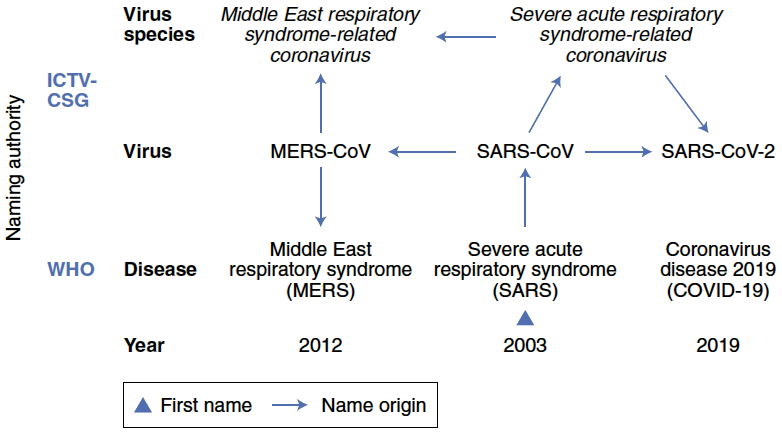 Virus
species
Middle East respiratory
syndrome-related
coronavirus
Severe acute respiratory
syndrome-related
coronavirus
Naming authority
ICTV-
CSG
Virus
MERS-CoV
SARS-CoV
SARS-CoV-2
WHO
Disease
Middle East
respiratory syndrome
(MERS)
Severe acute
respiratory syndrome
(SARS)
Coronavirus
disease 2019
(COVID-19)
Year
2012
2003
2019
First name
Name origin